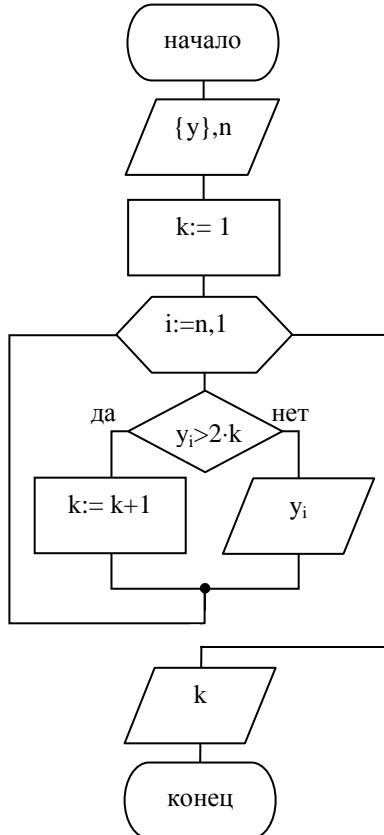 начало
{y},n
k:= 1
i:=n,1
да
нет
yᵢ>2·k
k:= k+1
yᵢ
k
конец